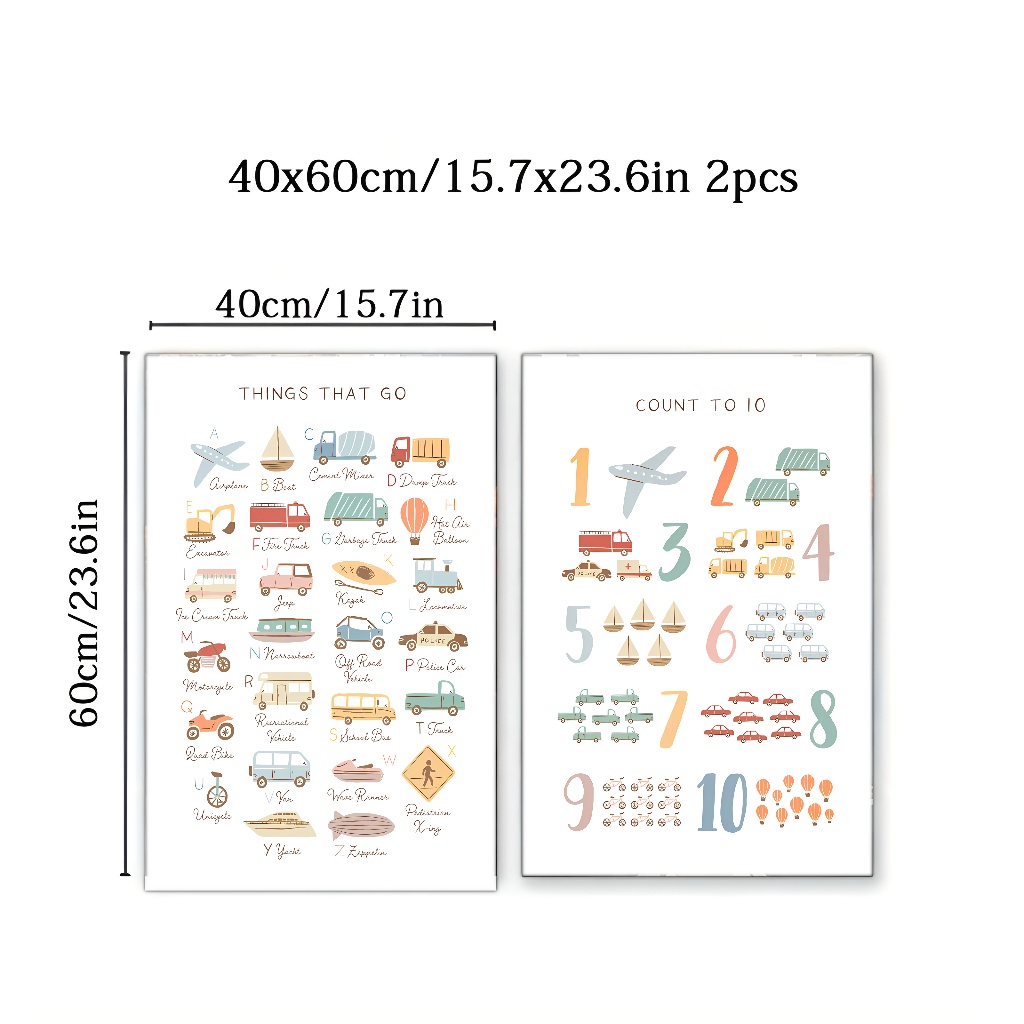 40x60cm/15.7x23.6in 2pcs
40cm/15.7in
60cm/23.6in
THINGS THAT GO
A Airplane
B Boat
C Cement Mixer
D Dump Truck
E Excavator
F Fire Truck
G Garbage Truck
H Hot Air
Balloon
I Ice Cream Truck
J Jeep
K Kayak
L Locomotive
M Motorcycle
N Narrowboat
O Off Road
Vehicle
POLICE
P Police Car
Q Quad Bike
R Recreational
Vehicle
S School Bus
T Truck
U Unicycle
V Van
W Wave Runner
X Pedestrian
X-ing
Y Yacht
Z Zeppelin
COUNT TO 10
1
2
3
POLICE
4
5
6
7
8
9
10